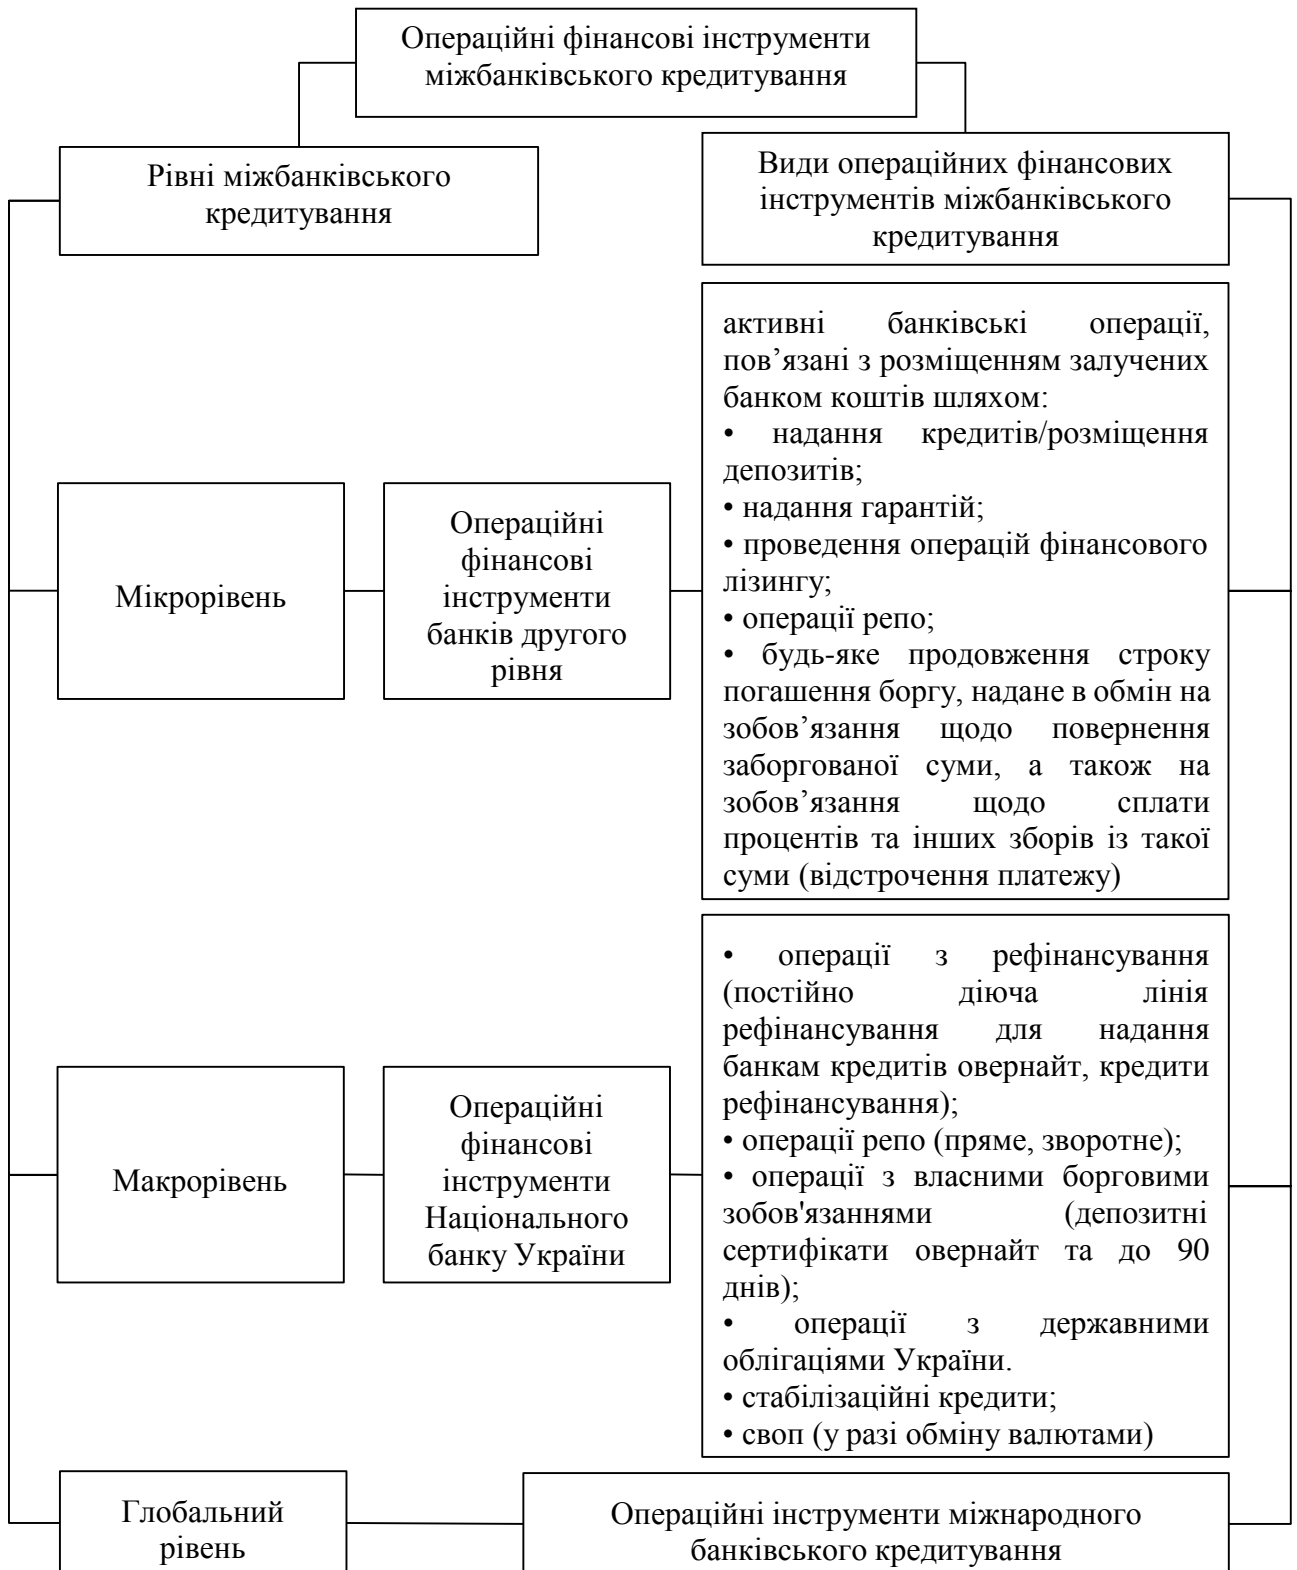 Операційні фінансові інструменти
міжбанківського кредитування
Рівні міжбанківського
кредитування
Види операційних фінансових
інструментів міжбанківського
кредитування
активні банківські операції,
пов’язані з розміщенням залучених
банком коштів шляхом:
• надання кредитів/розміщення
депозитів;
• надання гарантій;
• проведення операцій фінансового
лізингу;
• операції репо;
• будь-яке продовження строку
погашення боргу, надане в обмін на
зобов’язання щодо повернення
заборгованої суми, а також на
зобов’язання щодо сплати
процентів та інших зборів із такої
суми (відстрочення платежу)
Мікрорівень
Операційні
фінансові
інструменти
банків другого
рівня
• операції з рефінансування
(постійно діюча лінія
рефінансування для надання
банкам кредитів овернайт, кредити
рефінансування);
• операції репо (пряме, зворотне);
• операції з власними борговими
зобов'язаннями (депозитні
сертифікати овернайт та до 90
днів);
• операції з державними
облігаціями України.
• стабілізаційні кредити;
• своп (у разі обміну валютами)
Макрорівень
Операційні
фінансові
інструменти
Національного
банку України
Глобальний
рівень
Операційні інструменти міжнародного
банківського кредитування